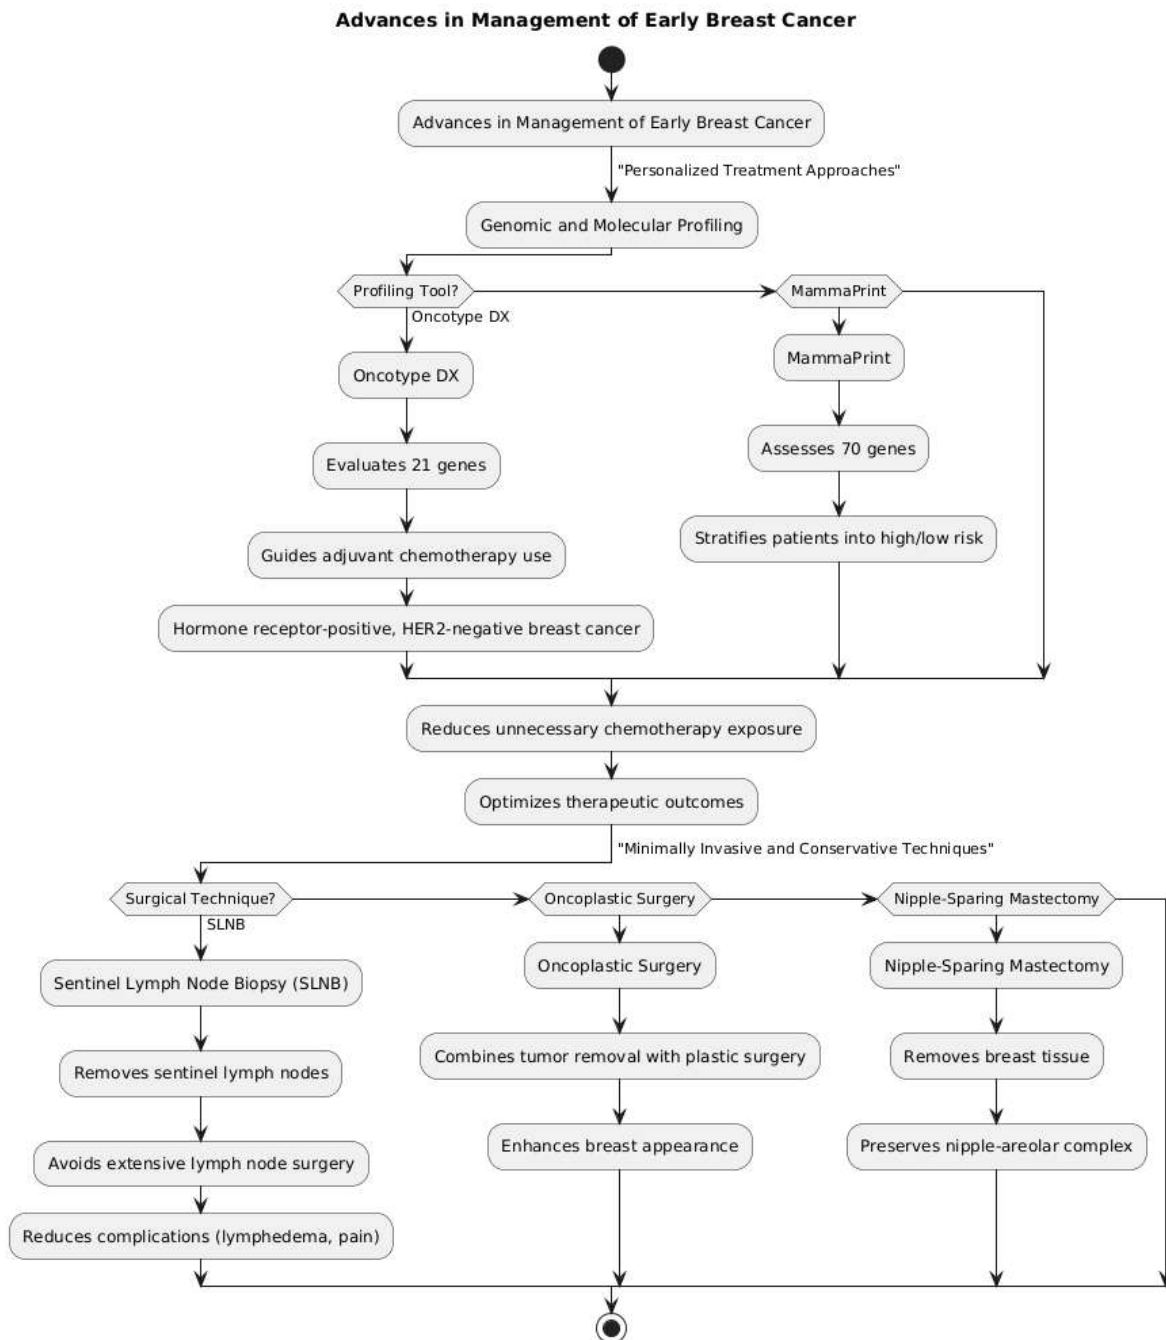 Advances in Management of Early Breast Cancer
Advances in Management of Early Breast Cancer
"Personalized Treatment Approaches"
Genomic and Molecular Profiling
Profiling Tool?
Oncotype DX
Oncotype DX
Evaluates 21 genes
Guides adjuvant chemotherapy use
Hormone receptor-positive, HER2-negative breast cancer
MammaPrint
MammaPrint
Assesses 70 genes
Stratifies patients into high/low risk
Reduces unnecessary chemotherapy exposure
Optimizes therapeutic outcomes
"Minimally Invasive and Conservative Techniques"
Surgical Technique?
SLNB
Sentinel Lymph Node Biopsy (SLNB)
Removes sentinel lymph nodes
Avoids extensive lymph node surgery
Reduces complications (lymphedema, pain)
Oncoplastic Surgery
Oncoplastic Surgery
Combines tumor removal with plastic surgery
Enhances breast appearance
Nipple-Sparing Mastectomy
Nipple-Sparing Mastectomy
Removes breast tissue
Preserves nipple-areolar complex